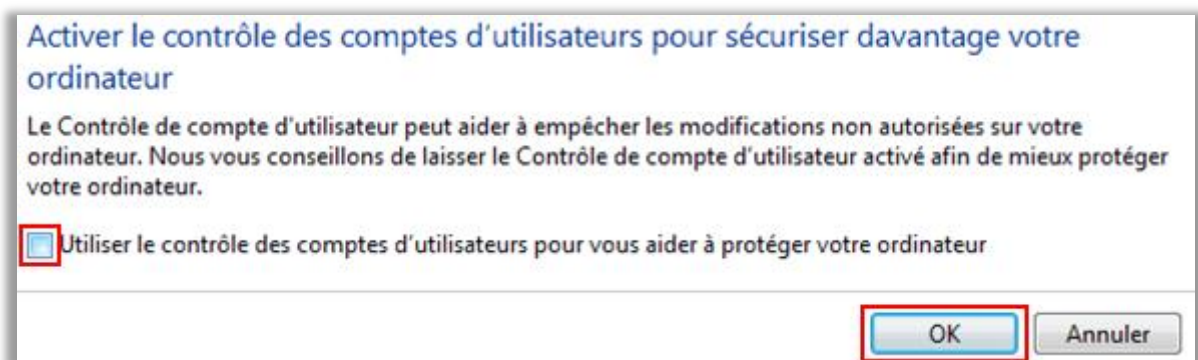 Activer le contrôle des comptes d'utilisateurs pour sécuriser davantage votre
ordinateur
Le Contrôle de compte d'utilisateur peut aider à empêcher les modifications non autorisées sur votre
ordinateur. Nous vous conseillons de laisser le Contrôle de compte d'utilisateur activé afin de mieux protéger
votre ordinateur.
Utiliser le contrôle des comptes d'utilisateurs pour vous aider à protéger votre ordinateur
OK Annuler